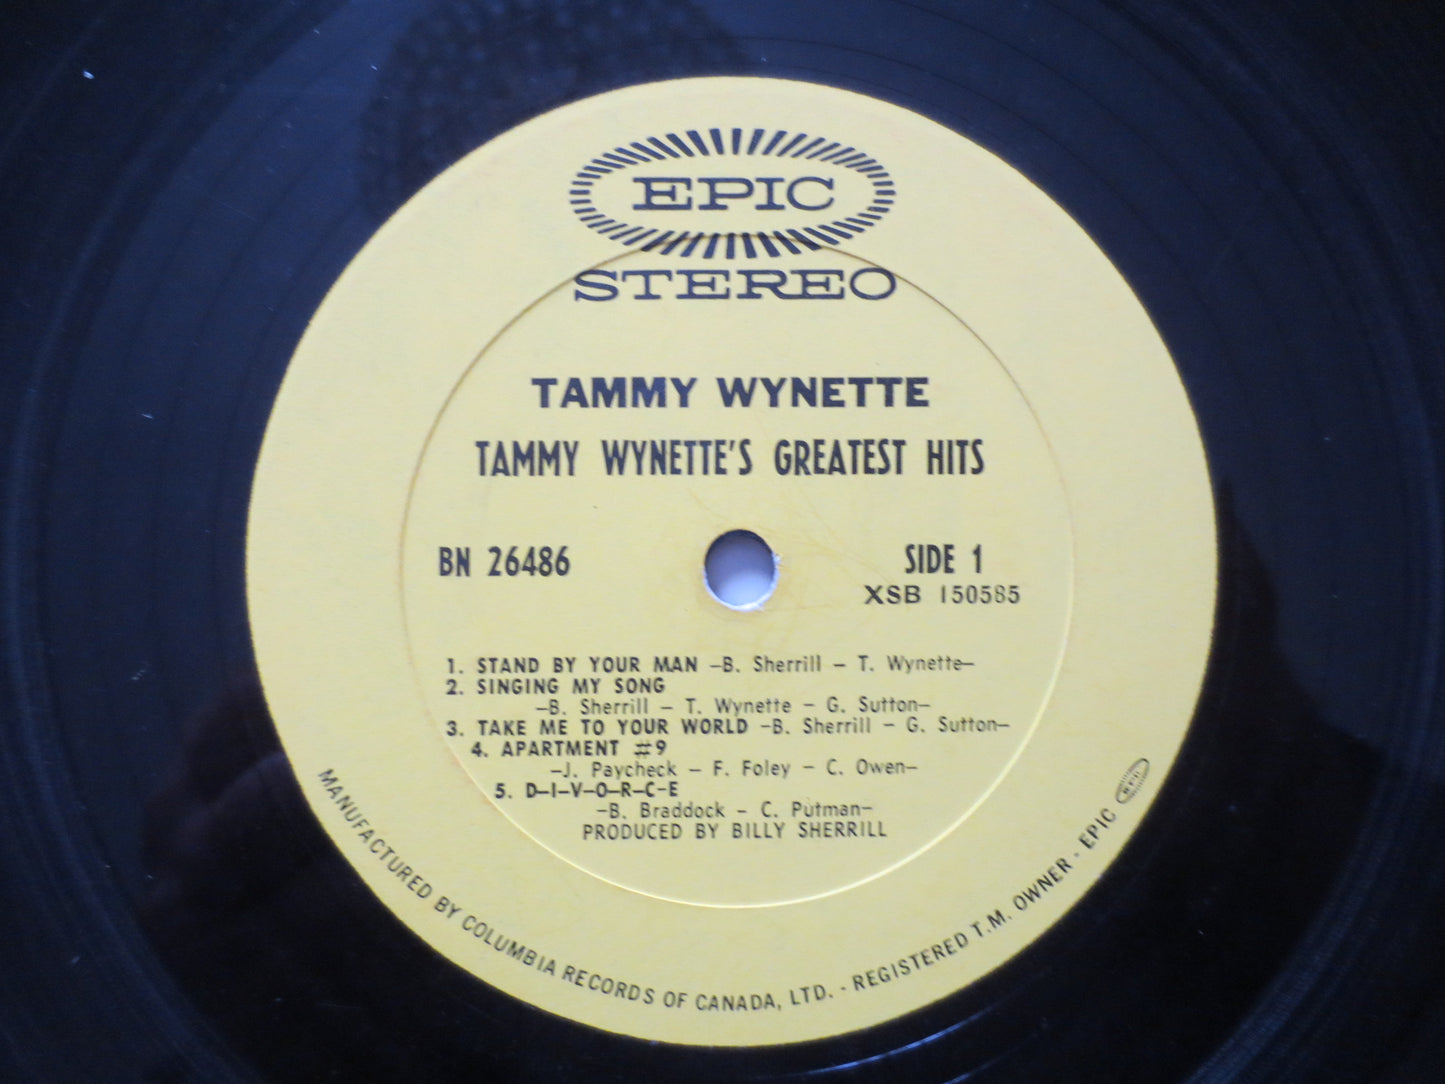 EPIC
STEREO
TAMMY WYNETTE
TAMMY WYNETTE'S GREATEST HITS
BN 26486
SIDE 1
XSB 150585
1. STAND BY YOUR MAN –B. Sherrill – T. Wynette–
2. SINGING MY SONG
–B. Sherrill – T. Wynette – G. Sutton–
3. TAKE ME TO YOUR WORLD –B. Sherrill – G. Sutton–
4. APARTMENT #9
–J. Paycheck – F. Foley – C. Owen–
5. D–I–V–O–R–C–E
–B. Braddock – C. Putman–
PRODUCED BY BILLY SHERRILL
MANUFACTURED BY COLUMBIA RECORDS OF CANADA, LTD. - REGISTERED T.M. OWNER - EPIC EPIC